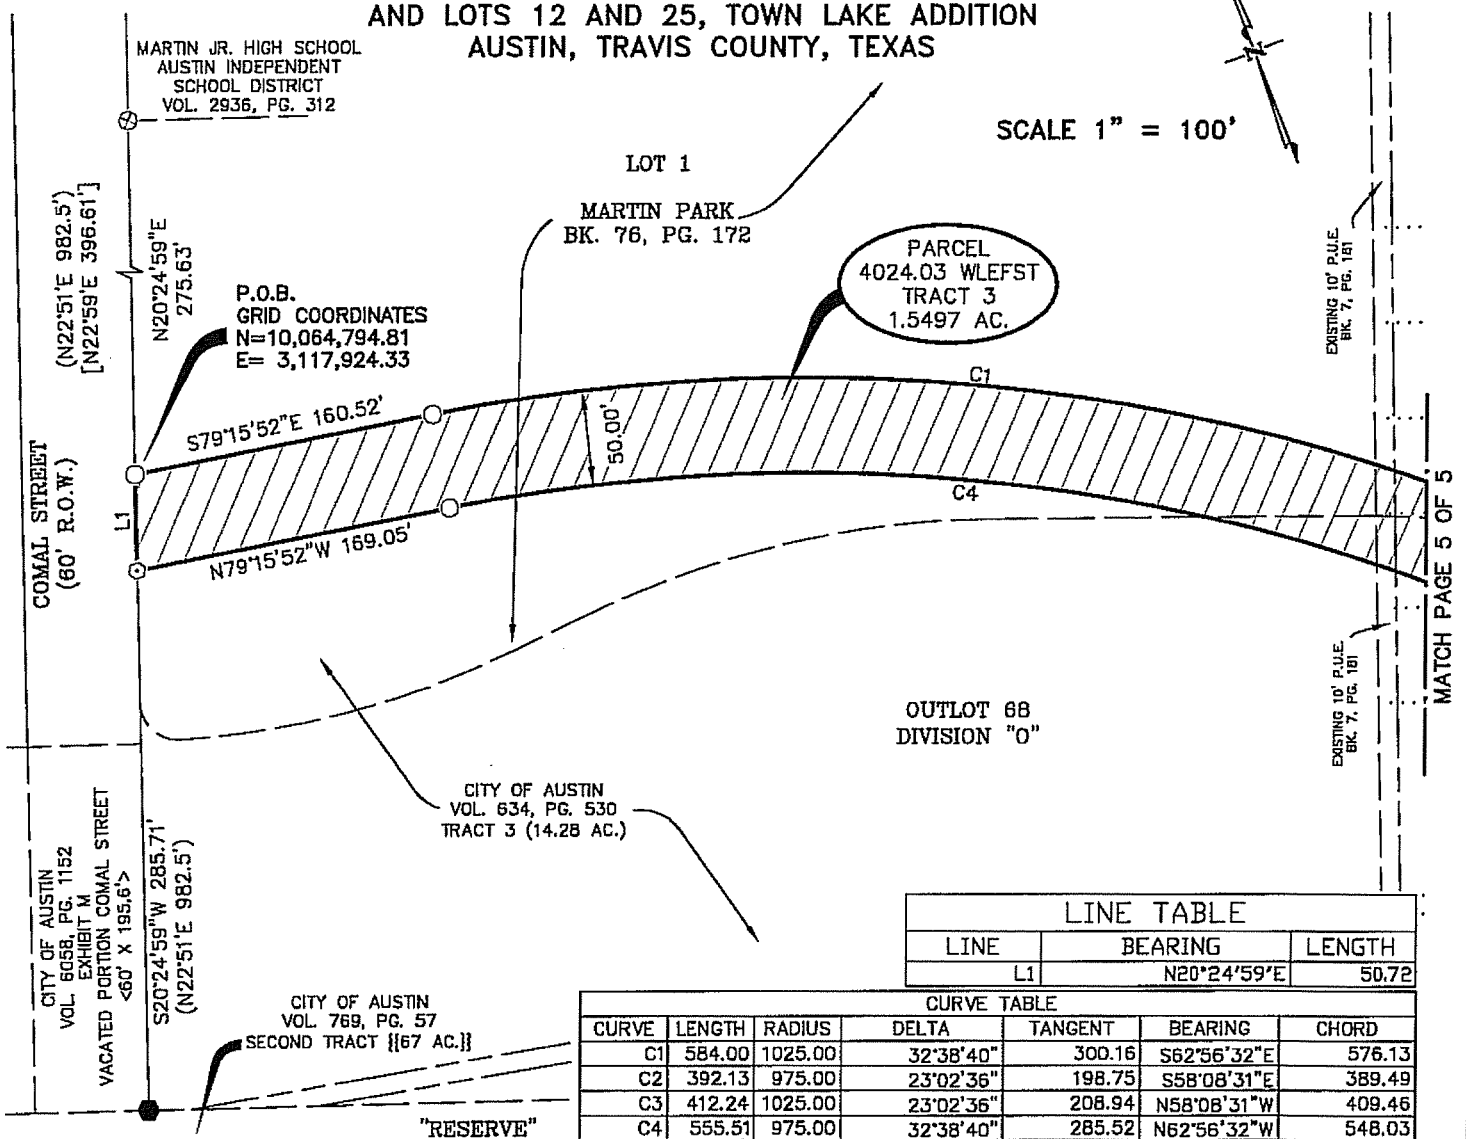 AND LOTS 12 AND 25, TOWN LAKE ADDITION
AUSTIN, TRAVIS COUNTY, TEXAS
MARTIN JR. HIGH SCHOOL
AUSTIN INDEPENDENT
SCHOOL DISTRICT
VOL. 2936, PG. 312
N
SCALE 1" = 100'
LOT 1
MARTIN PARK
BK. 76, PG. 172
(N22°51'E 982.5')
[N22°59'E 396.61']
N20°24'59"E
275.63'
P.O.B.
GRID COORDINATES
N=10,064,794.81
E= 3,117,924.33
PARCEL
4024.03 WLEFST
TRACT 3
1.5497 AC.
EXISTING 10' P.U.E.
BK. 7, PG. 181
C1
S79°15'52"E 160.52'
50.00'
C4
COMAL STREET
(60' R.O.W.)
L1
N79°15'52"W 169.05'
MATCH PAGE 5 OF 5
EXISTING 10' P.U.E.
BK. 7, PG. 181
OUTLOT 68
DIVISION "O"
CITY OF AUSTIN
VOL. 634, PG. 530
TRACT 3 (14.28 AC.)
CITY OF AUSTIN
VOL. 6058, PG. 1152
EXHIBIT M
VACATED PORTION COMAL STREET
<60' X 195.6'>
S20°24'59"W 285.71'
(N22°51'E 982.5')
CITY OF AUSTIN
VOL. 769, PG. 57
SECOND TRACT {[67 AC.]}
"RESERVE"
LINE TABLE
LINE BEARING LENGTH
L1 N20°24'59"E 50.72
CURVE TABLE
CURVE LENGTH RADIUS DELTA TANGENT BEARING CHORD
C1 584.00 1025.00 32°38'40" 300.16 S62°56'32"E 576.13
C2 392.13 975.00 23°02'36" 198.75 S58°08'31"E 389.49
C3 412.24 1025.00 23°02'36" 208.94 N58°08'31"W 409.46
C4 555.51 975.00 32°38'40" 285.52 N62°56'32"W 548.03